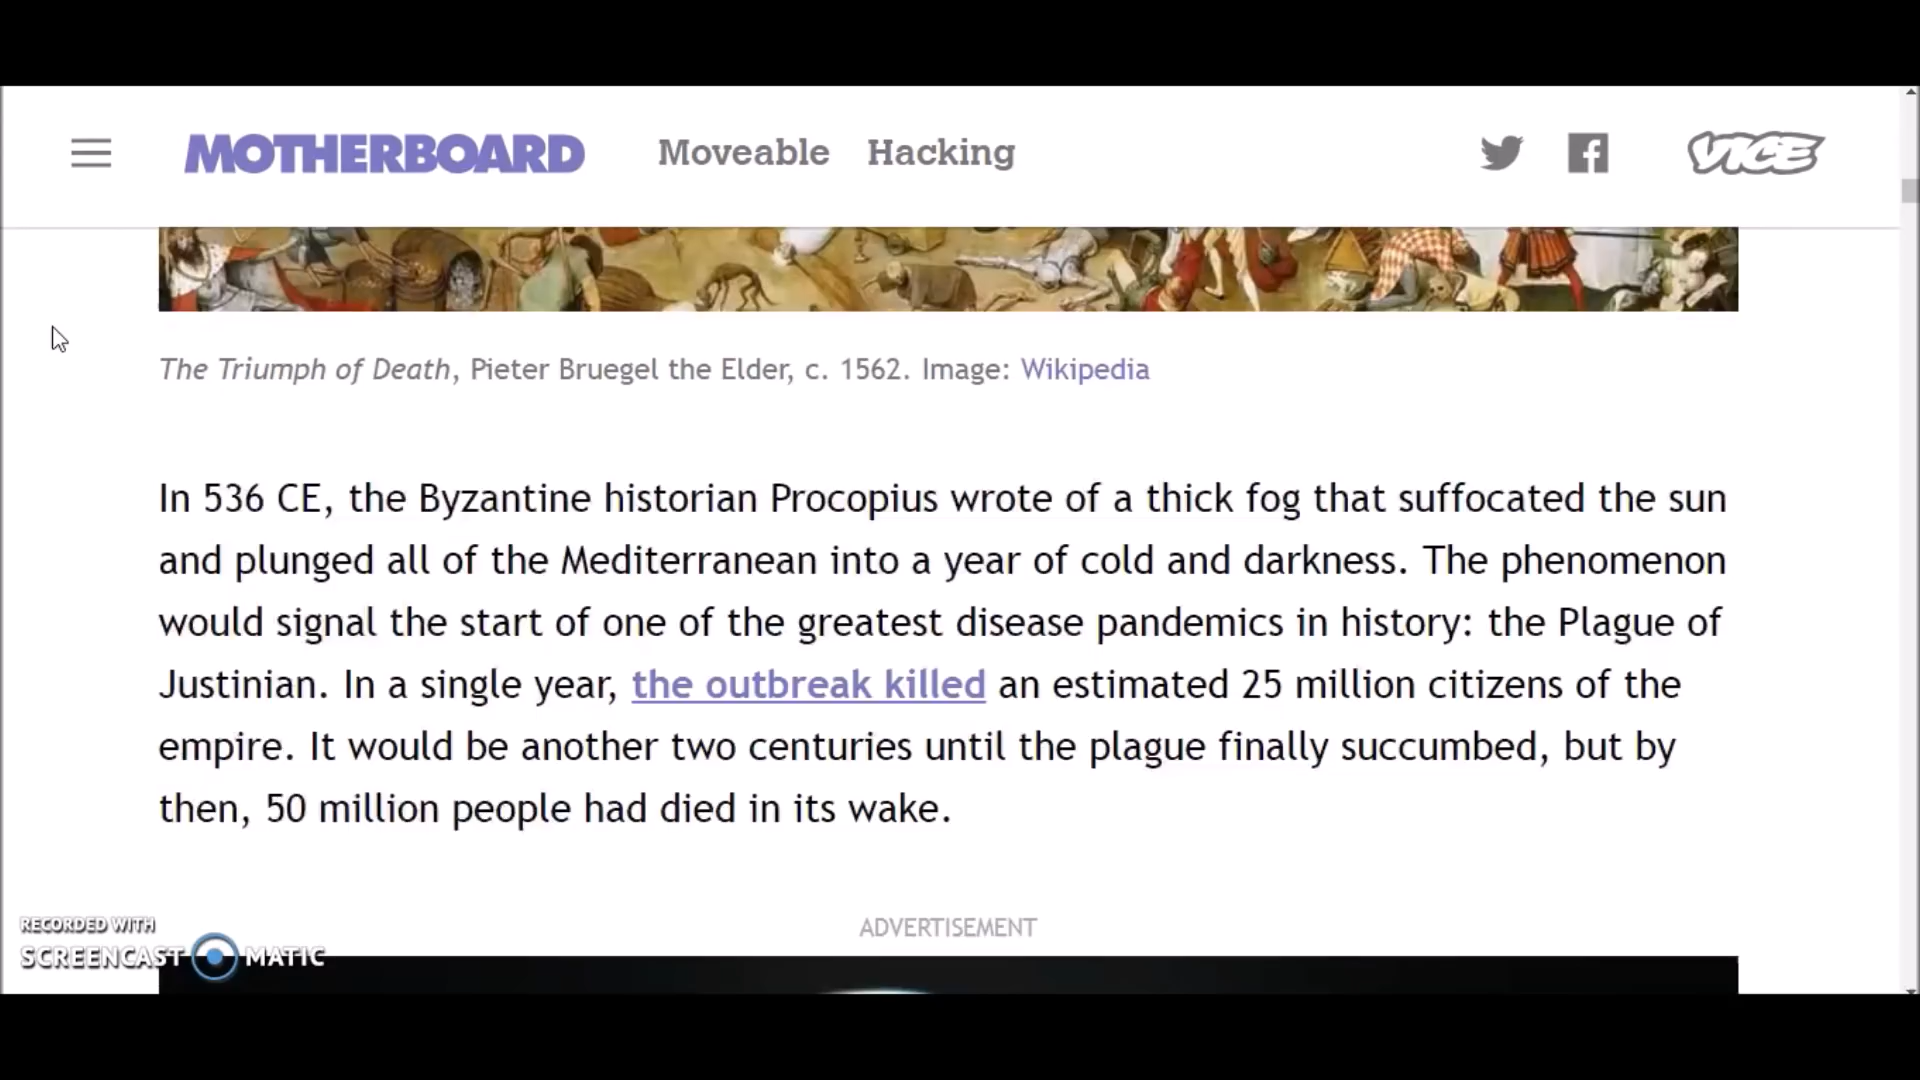 MOTHERBOARD Moveable Hacking VICE
The Triumph of Death, Pieter Bruegel the Elder, c. 1562. Image: Wikipedia
In 536 CE, the Byzantine historian Procopius wrote of a thick fog that suffocated the sun
and plunged all of the Mediterranean into a year of cold and darkness. The phenomenon
would signal the start of one of the greatest disease pandemics in history: the Plague of
Justinian. In a single year, the outbreak killed an estimated 25 million citizens of the
empire. It would be another two centuries until the plague finally succumbed, but by
then, 50 million people had died in its wake.
ADVERTISEMENT
RECORDED WITH
SCREENCAST MATIC